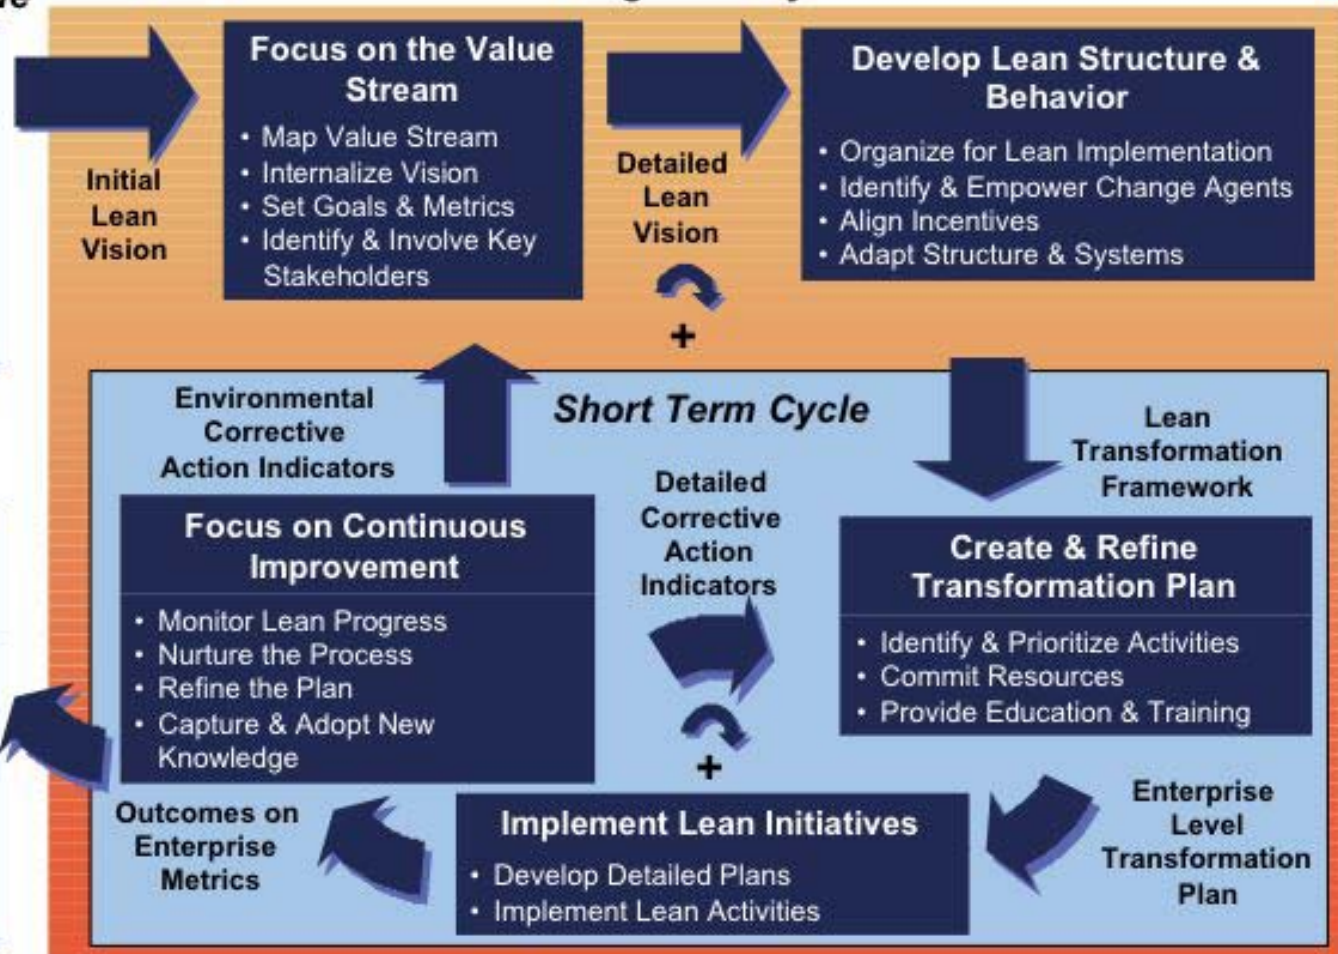 Focus on the Value
Stream
• Map Value Stream
• Internalize Vision
• Set Goals & Metrics
• Identify & Involve Key
Stakeholders
Initial
Lean
Vision
Detailed
Lean
Vision
+
Develop Lean Structure &
Behavior
• Organize for Lean Implementation
• Identify & Empower Change Agents
• Align Incentives
• Adapt Structure & Systems
Short Term Cycle
Environmental
Corrective
Action Indicators
Lean
Transformation
Framework
Focus on Continuous
Improvement
• Monitor Lean Progress
• Nurture the Process
• Refine the Plan
• Capture & Adopt New
Knowledge
Detailed
Corrective
Action
Indicators
+
Create & Refine
Transformation Plan
• Identify & Prioritize Activities
• Commit Resources
• Provide Education & Training
Outcomes on
Enterprise
Metrics
Implement Lean Initiatives
• Develop Detailed Plans
• Implement Lean Activities
Enterprise
Level
Transformation
Plan